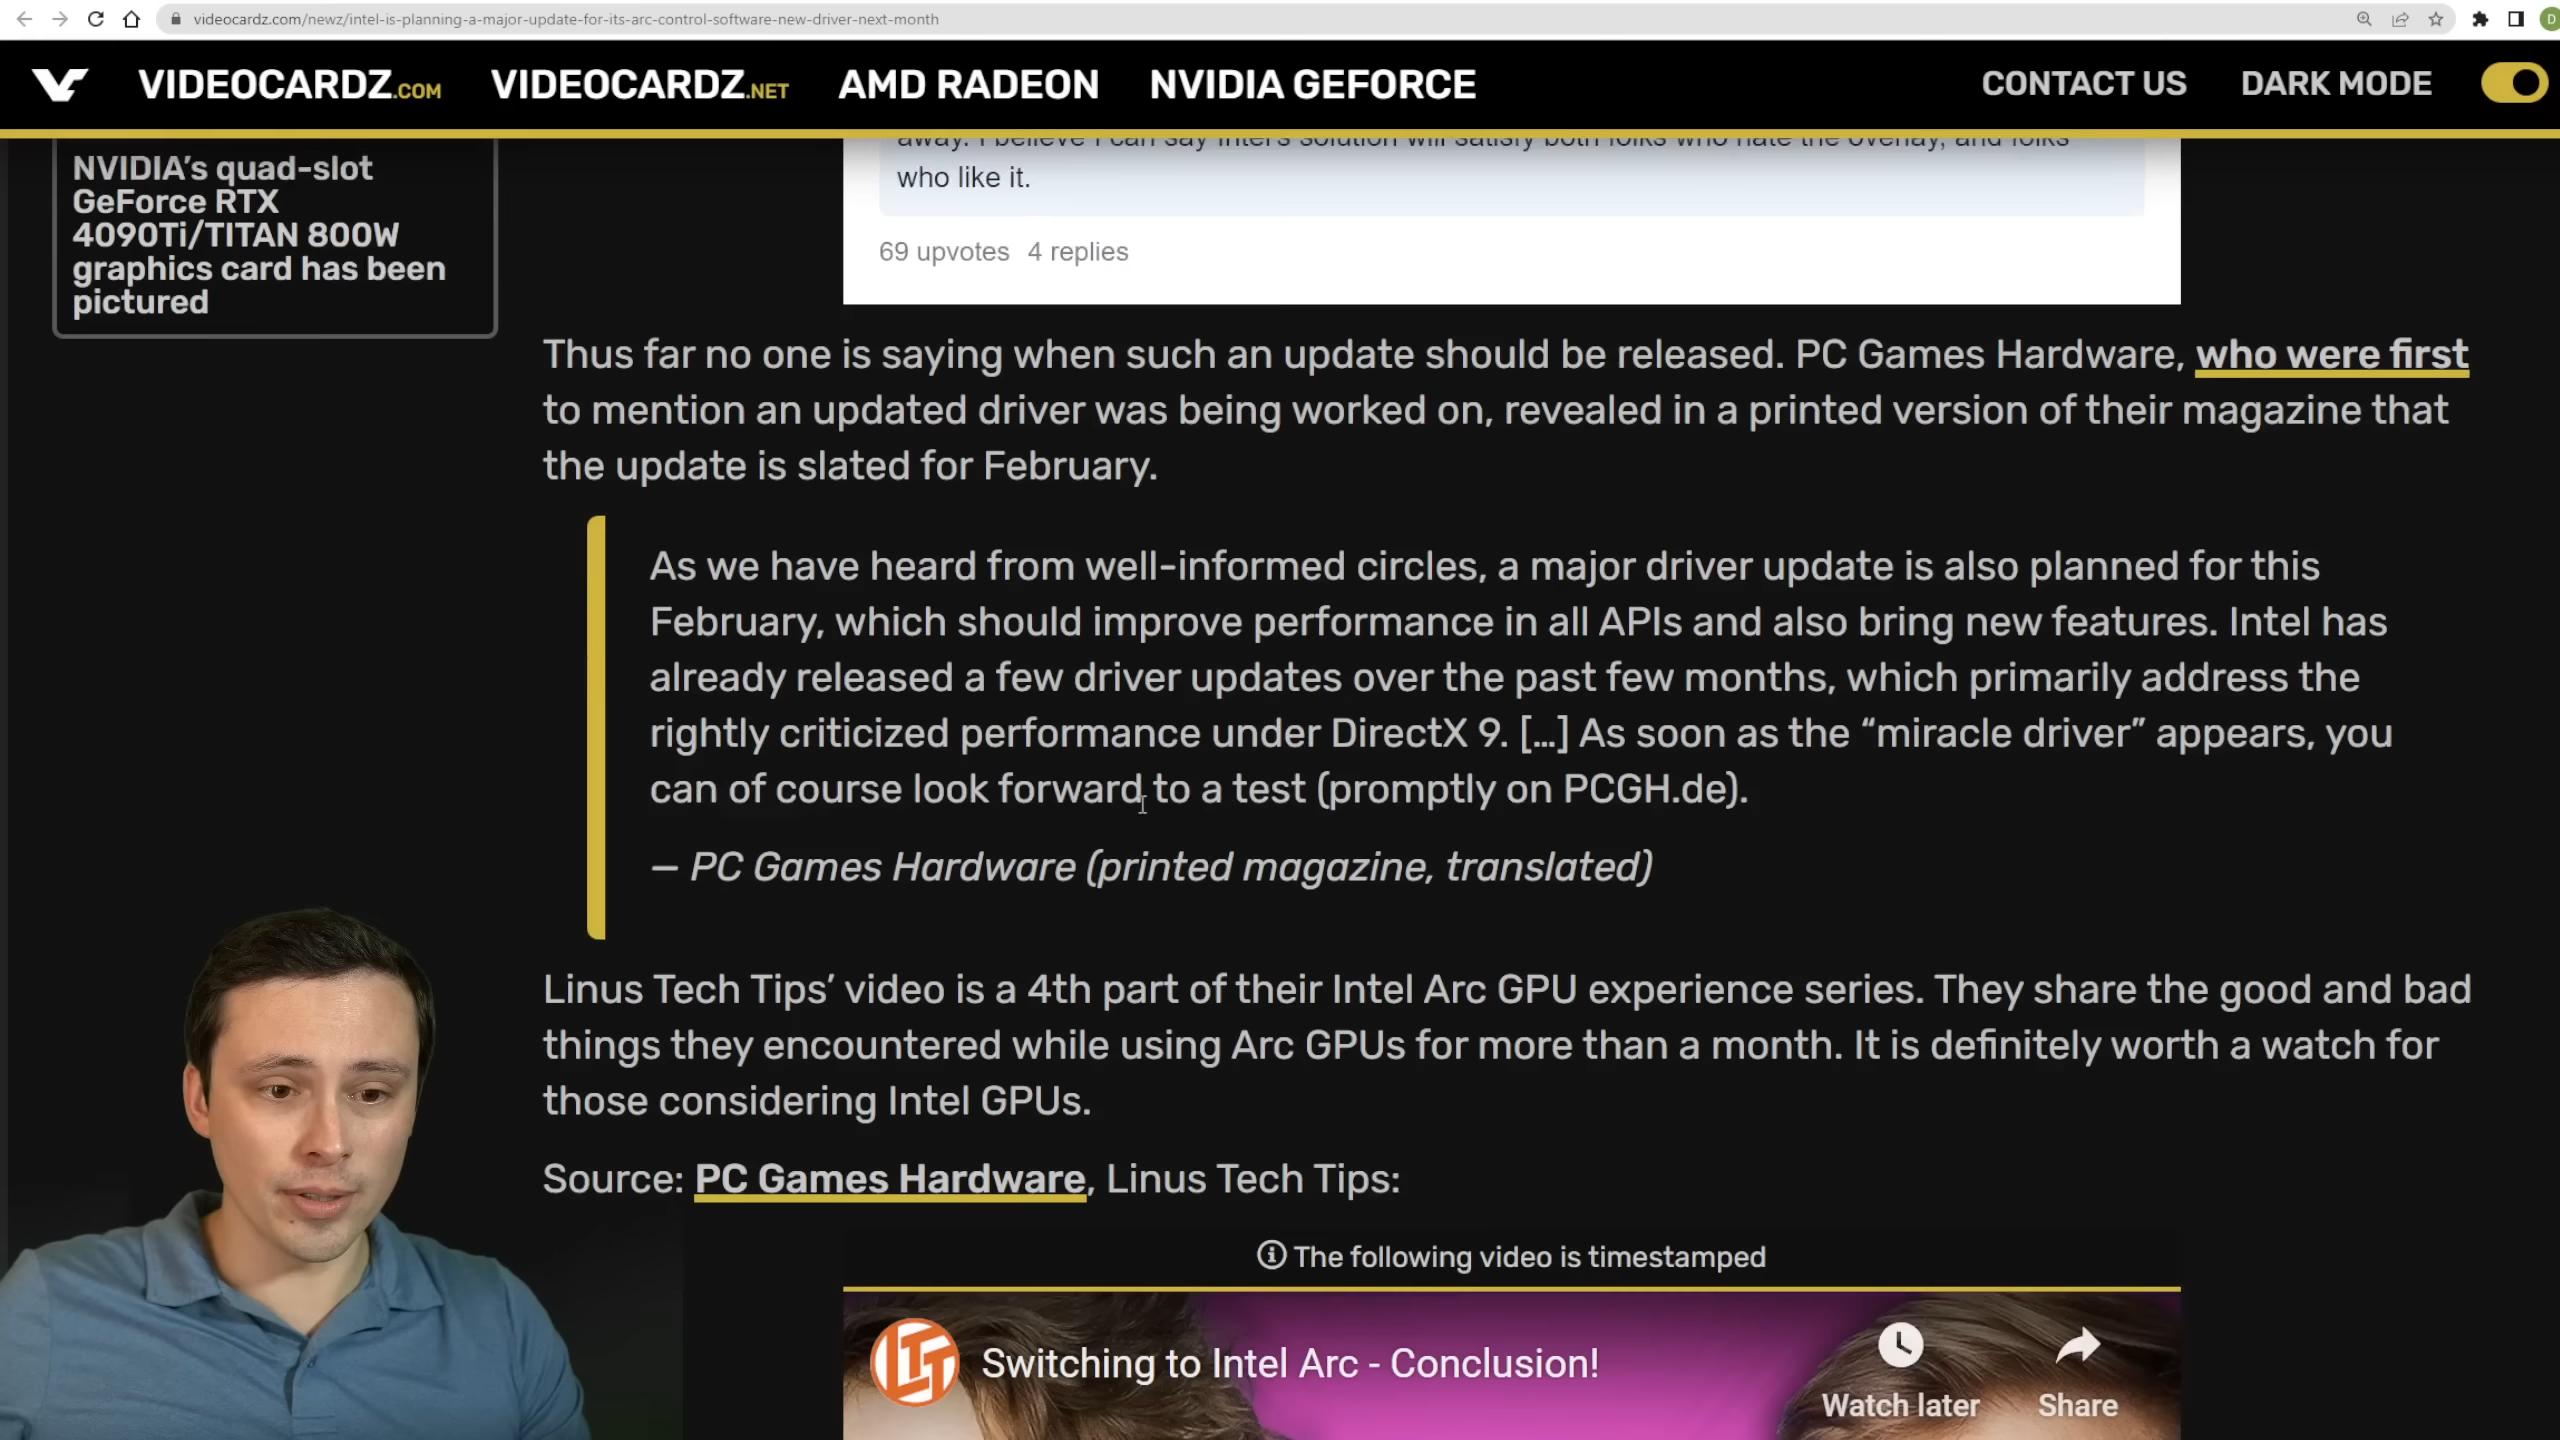 videocardz.com/newz/intel-is-planning-a-major-update-for-its-arc-control-software-new-driver-next-month
D
VIDEOCARDZ.COM VIDEOCARDZ.NET AMD RADEON NVIDIA GEFORCE CONTACT US DARK MODE
NVIDIA's quad-slot
GeForce RTX
4090Ti/TITAN 800W
graphics card has been
pictured
away. I believe I can say Intel's solution will satisfy both folks who hate the overlay, and folks
who like it.
69 upvotes 4 replies
Thus far no one is saying when such an update should be released. PC Games Hardware, who were first
to mention an updated driver was being worked on, revealed in a printed version of their magazine that
the update is slated for February.
As we have heard from well-informed circles, a major driver update is also planned for this
February, which should improve performance in all APIs and also bring new features. Intel has
already released a few driver updates over the past few months, which primarily address the
rightly criticized performance under DirectX 9. […] As soon as the “miracle driver” appears, you
can of course look forward to a test (promptly on PCGH.de).
— PC Games Hardware (printed magazine, translated)
Linus Tech Tips’ video is a 4th part of their Intel Arc GPU experience series. They share the good and bad
things they encountered while using Arc GPUs for more than a month. It is definitely worth a watch for
those considering Intel GPUs.
Source: PC Games Hardware, Linus Tech Tips:
The following video is timestamped
LTT Switching to Intel Arc - Conclusion!
Watch later Share